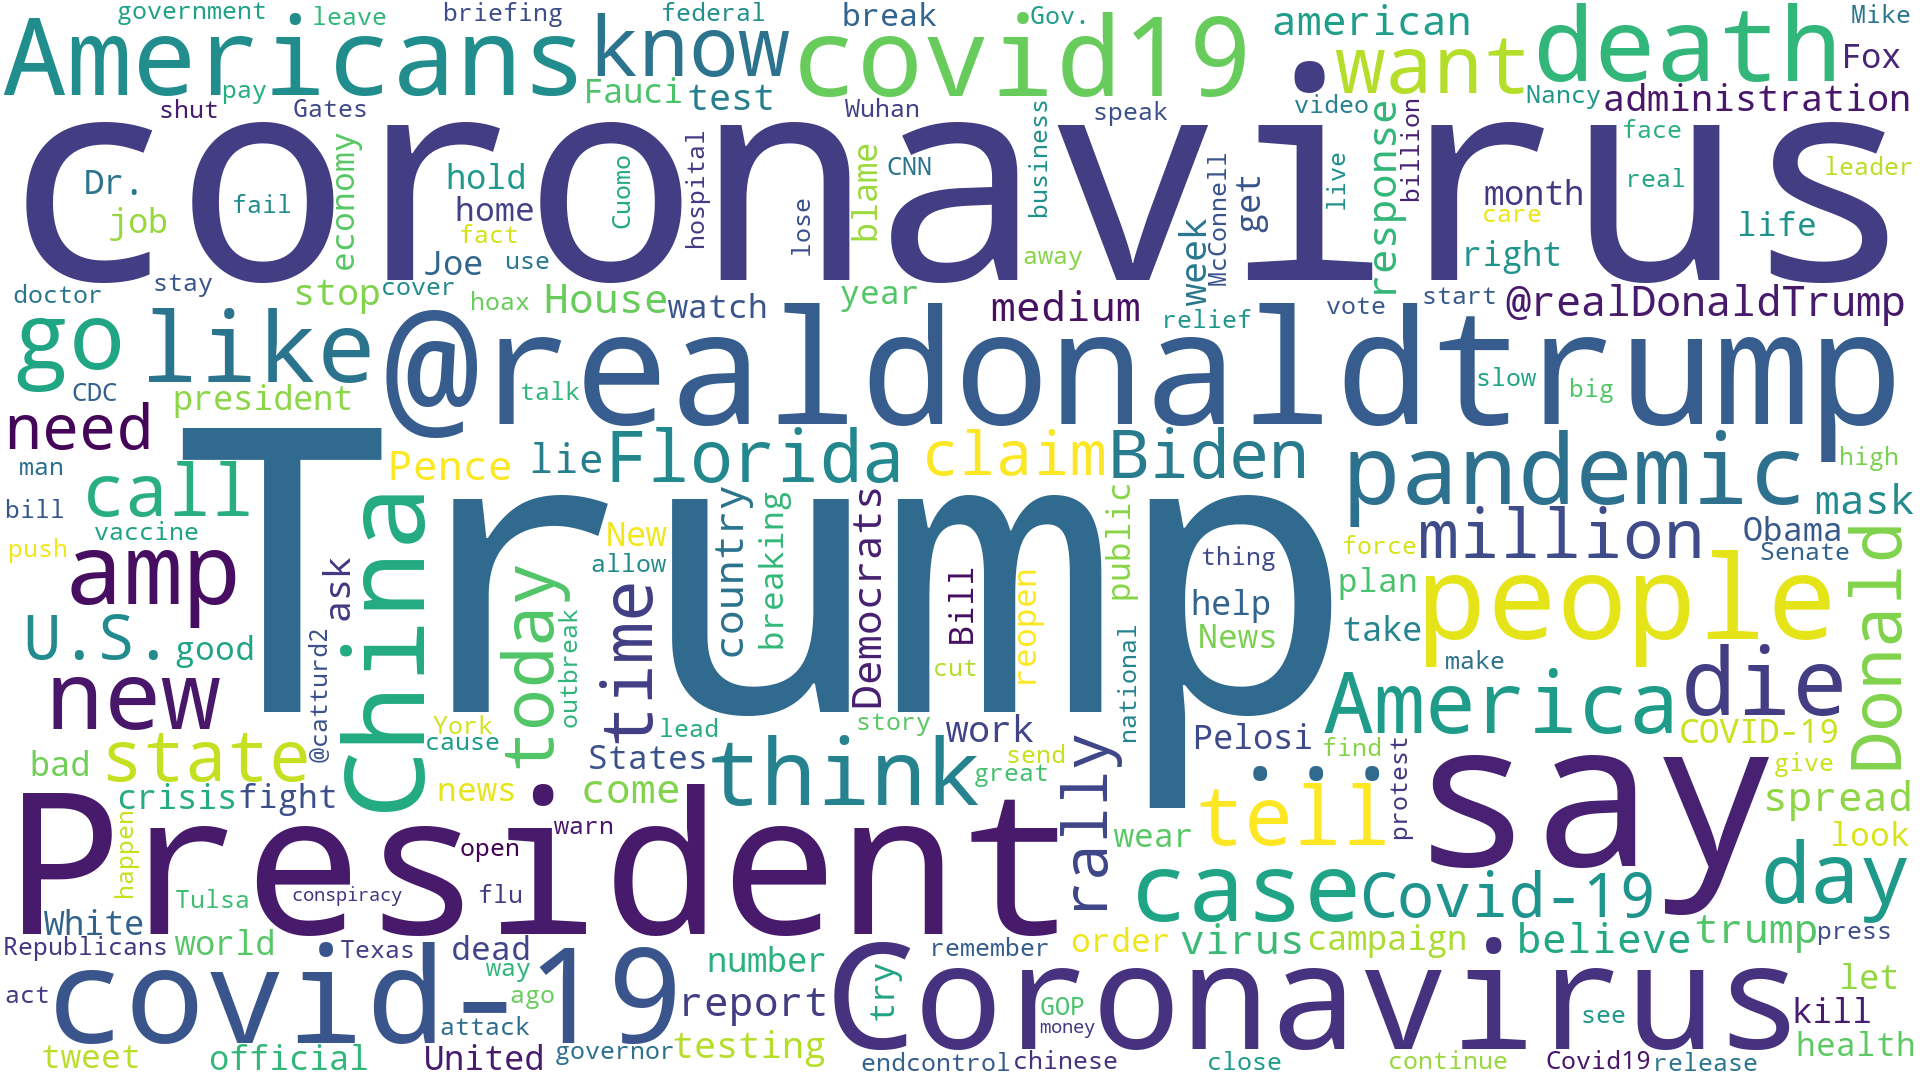 government leave briefing federal break Gov. american Mike
Americans know covid19 want death Fox
shut pay Gates Fauci test Wuhan speak video Nancy administration
coronavirus
Dr. fail economy hold home hospital Cuomo lose blame CNN business McConnell get live response billion month face real leader
job fact Joe use away week right care life
doctor stay stop cover hoax House watch year medium relief vote start @realDonaldTrump
go like @realdonaldtrump
CDC president talk slow big
need Pence lie Florida claim Biden pandemic high
man call mask
bill vaccine New country breaking Democrats public million Obama
push amp China ask allow thing force Senate
Trump
today time Bill reopen help plan people Donald
U.S. good @catturd2 outbreak cut national News take make
new York story work Pelosi America die
state cause States lead send rally find protest COVID-19
bad crisis fight news come think great tell say give spread
President
happen warn open wear look
Tulsa conspiracy flu case Covid-19 day
White dead remember order virus campaign believe trump press
Republicans world Texas way number
covid-19 Coronavirus let
act ago report try GOP see kill
attack money
tweet official United governor testing endcontrol chinese close continue Covid19 release health